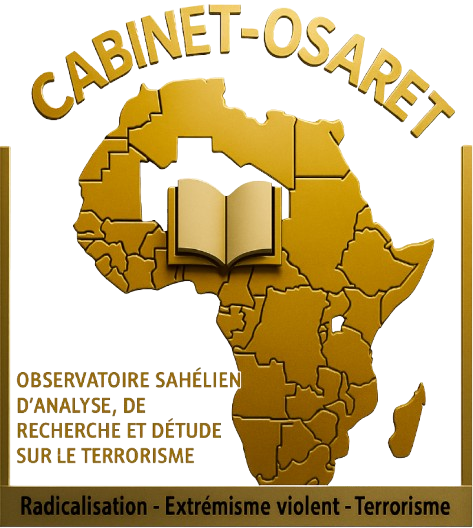 CABINET-OSARET
OBSERVATOIRE SAHÉLIEN
D'ANALYSE, DE
RECHERCHE ET DÉTUDE
SUR LE TERRORISME
Radicalisation - Extrémisme violent - Terrorisme